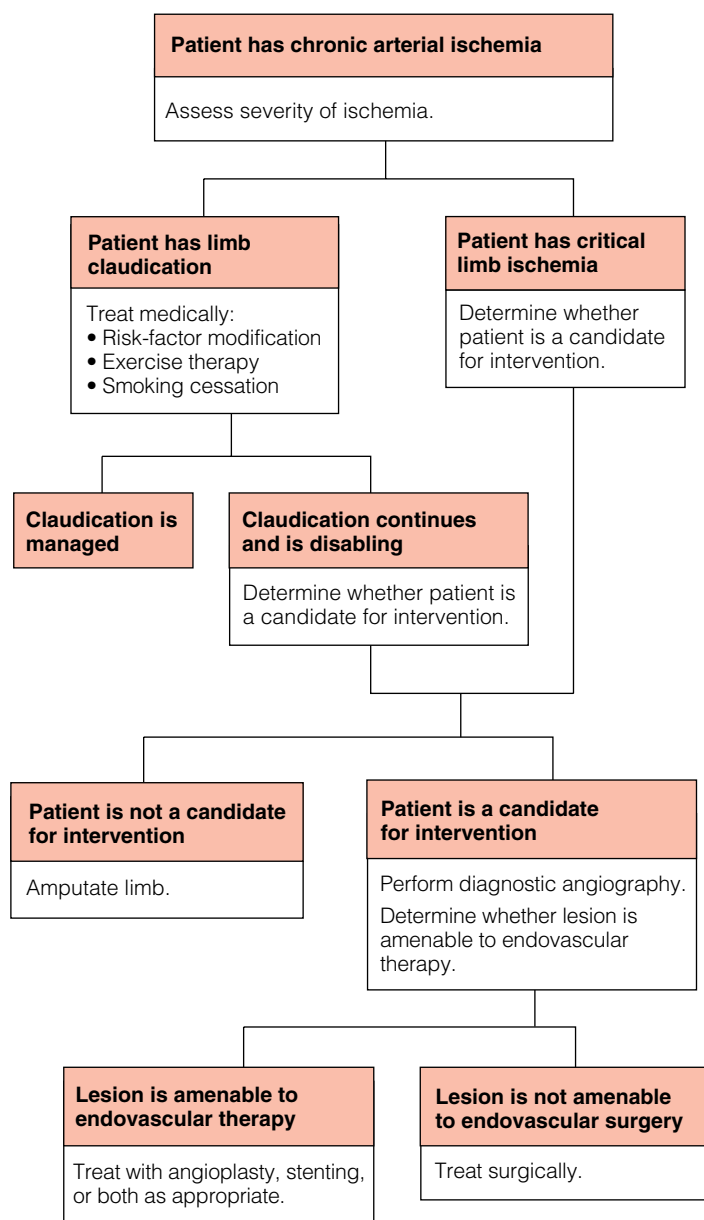 Patient has chronic arterial ischemia
Assess severity of ischemia.
Patient has limb
claudication
Treat medically:
• Risk-factor modification
• Exercise therapy
• Smoking cessation
Patient has critical
limb ischemia
Determine whether
patient is a candidate
for intervention.
Claudication is
managed
Claudication continues
and is disabling
Determine whether patient is
a candidate for intervention.
Patient is not a candidate
for intervention
Amputate limb.
Patient is a candidate
for intervention
Perform diagnostic angiography.
Determine whether lesion is
amenable to endovascular
therapy.
Lesion is amenable to
endovascular therapy
Treat with angioplasty, stenting,
or both as appropriate.
Lesion is not amenable
to endovascular surgery
Treat surgically.